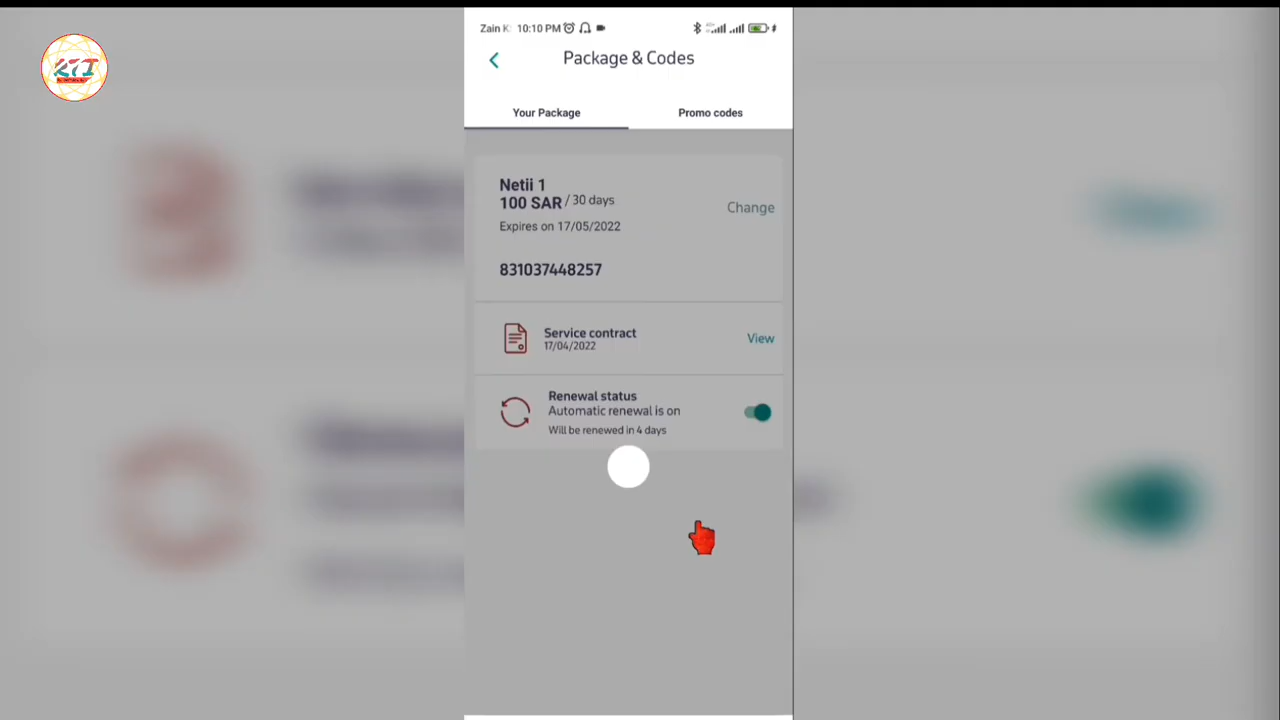 KTI
Zain K
10:10 PM
Package & Codes
Your Package
Promo codes
Netii 1
100 SAR / 30 days
Change
Expires on 17/05/2022
831037448257
Service contract
17/04/2022
View
Renewal status
Automatic renewal is on
Will be renewed in 4 days